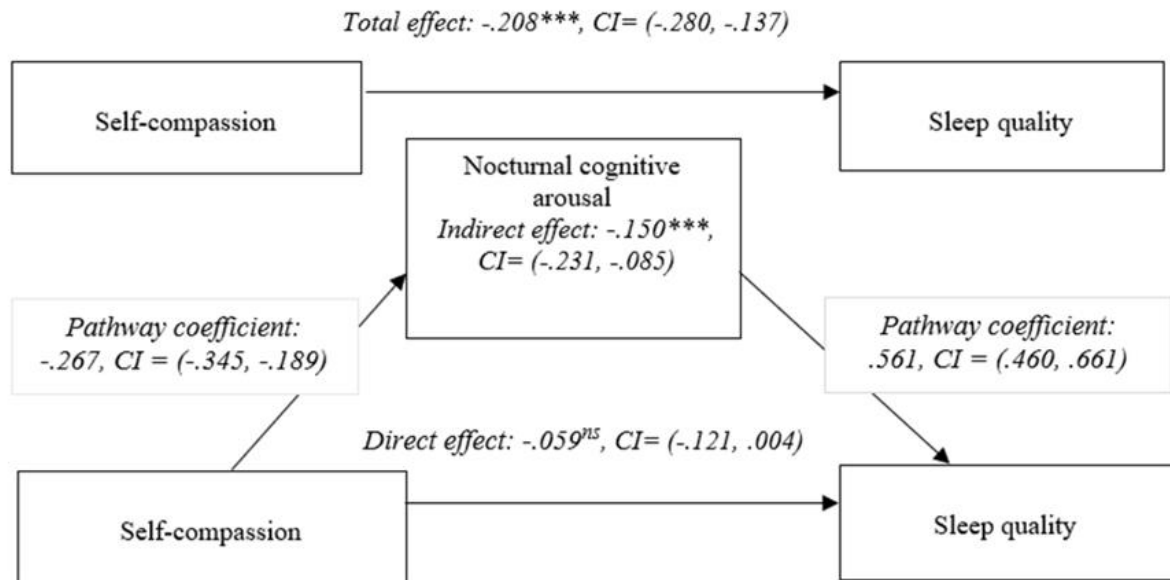 Total effect: -.208***, CI= (-.280, -.137)
Self-compassion
Sleep quality
Nocturnal cognitive
arousal
Indirect effect: -.150***,
CI= (-.231, -.085)
Pathway coefficient:
-.267, CI = (-.345, -.189)
Pathway coefficient:
.561, CI = (.460, .661)
Direct effect: -.059ns, CI= (-.121, .004)
Self-compassion
Sleep quality